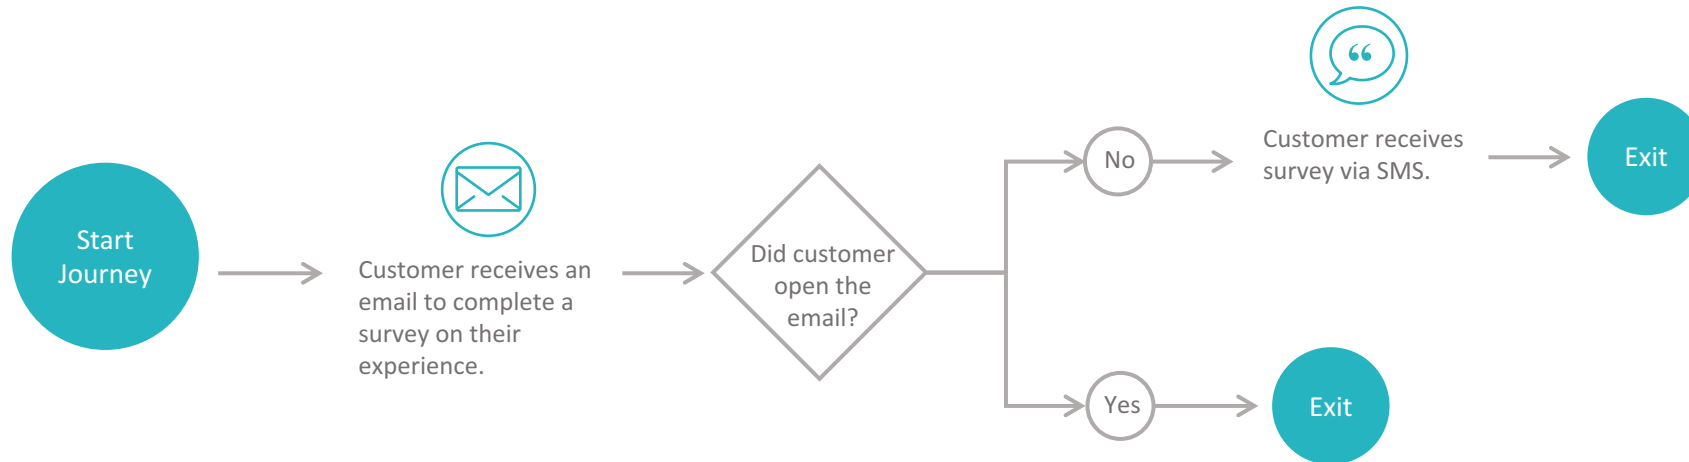 Start
Journey
Customer receives an
email to complete a
survey on their
experience.
Did customer
open the
email?
No
“
Customer receives
survey via SMS.
Exit
Yes
Exit